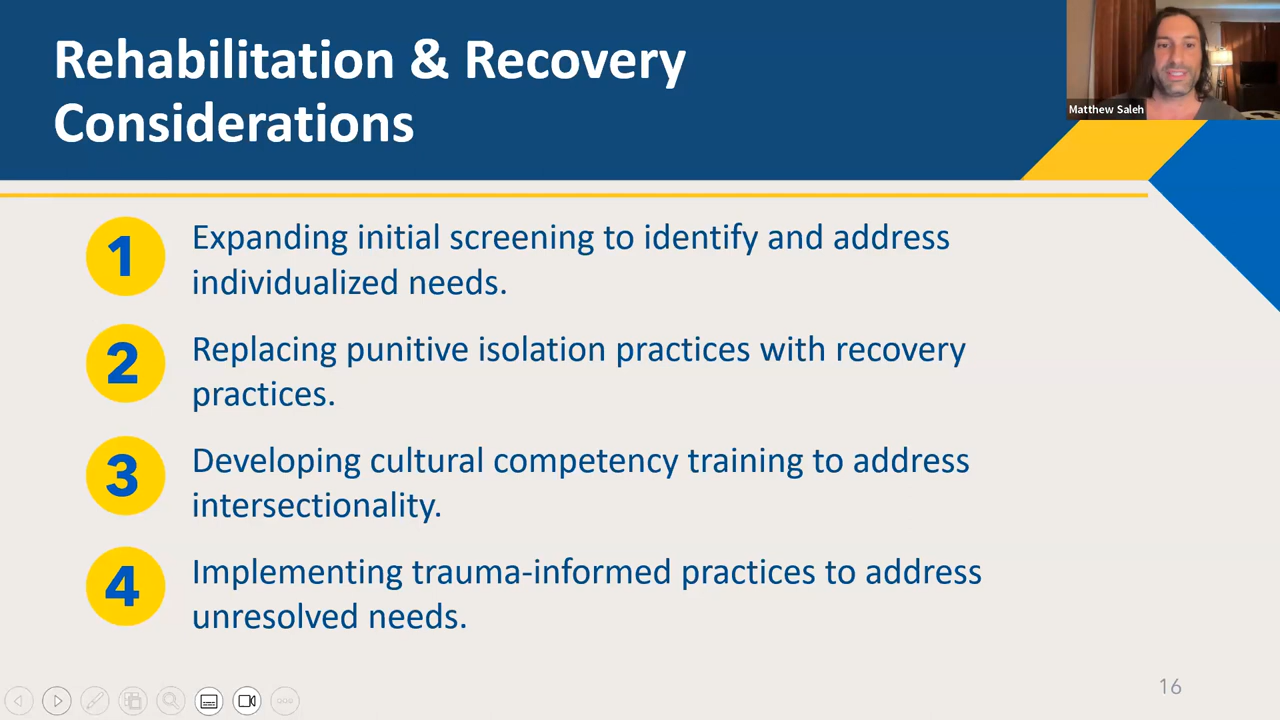 Rehabilitation & Recovery
Considerations
Matthew Saleh
1
Expanding initial screening to identify and address
individualized needs.
2
Replacing punitive isolation practices with recovery
practices.
3
Developing cultural competency training to address
intersectionality.
4
Implementing trauma-informed practices to address
unresolved needs.
16